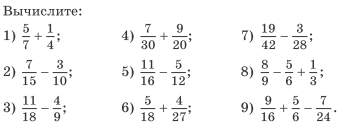 Вычислите:
1) 5/7 + 1/4; 4) 7/30 + 9/20; 7) 19/42 − 3/28;
2) 7/15 − 3/10; 5) 11/16 − 5/12; 8) 8/9 − 5/6 + 1/3;
3) 11/18 − 4/9; 6) 5/18 + 4/27; 9) 9/16 + 5/6 − 7/24.